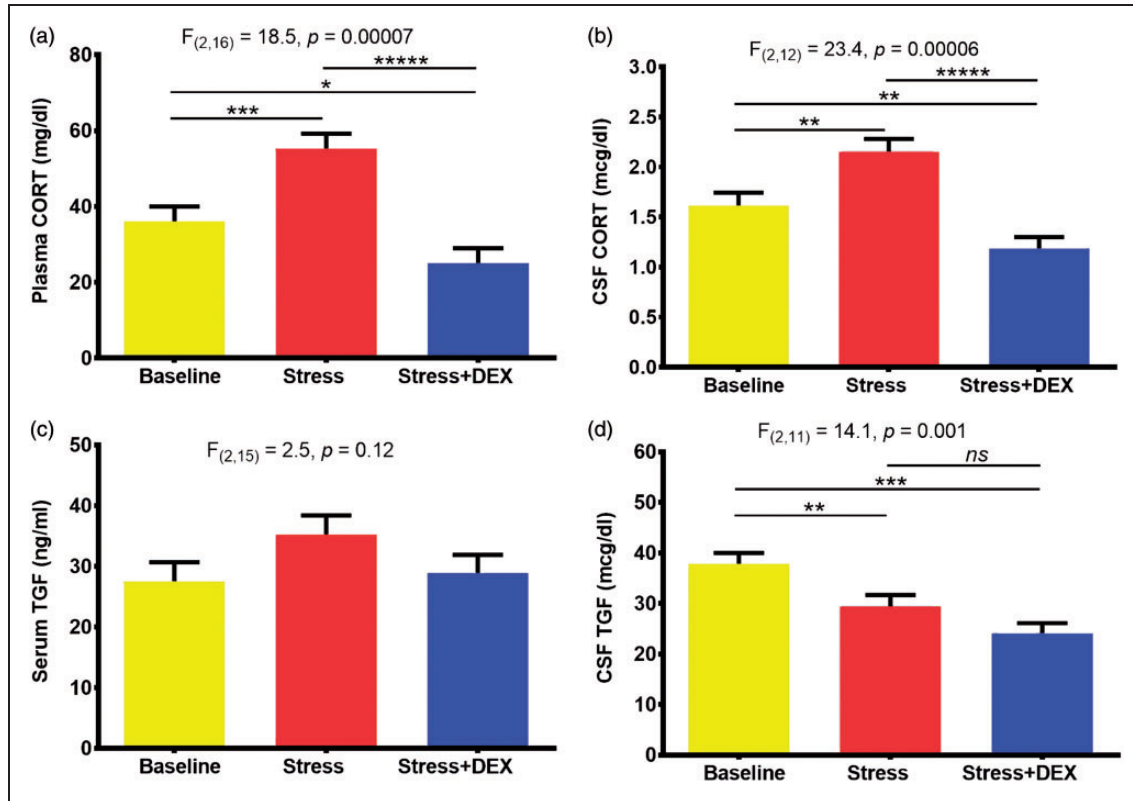 (a)
F(2,16) = 18.5, p = 0.00007
*****
*
***
Plasma CORT (mg/dl)
80
60
40
20
0
Baseline Stress Stress+DEX
(b)
F(2,12) = 23.4, p = 0.00006
*****
**
**
CSF CORT (mcg/dl)
3.0
2.5
2.0
1.5
1.0
0.5
0.0
Baseline Stress Stress+DEX
(c)
F(2,15) = 2.5, p = 0.12
Serum TGF (ng/ml)
50
40
30
20
10
0
Baseline Stress Stress+DEX
(d)
F(2,11) = 14.1, p = 0.001
ns
***
**
CSF TGF (mcg/dl)
60
50
40
30
20
10
0
Baseline Stress Stress+DEX